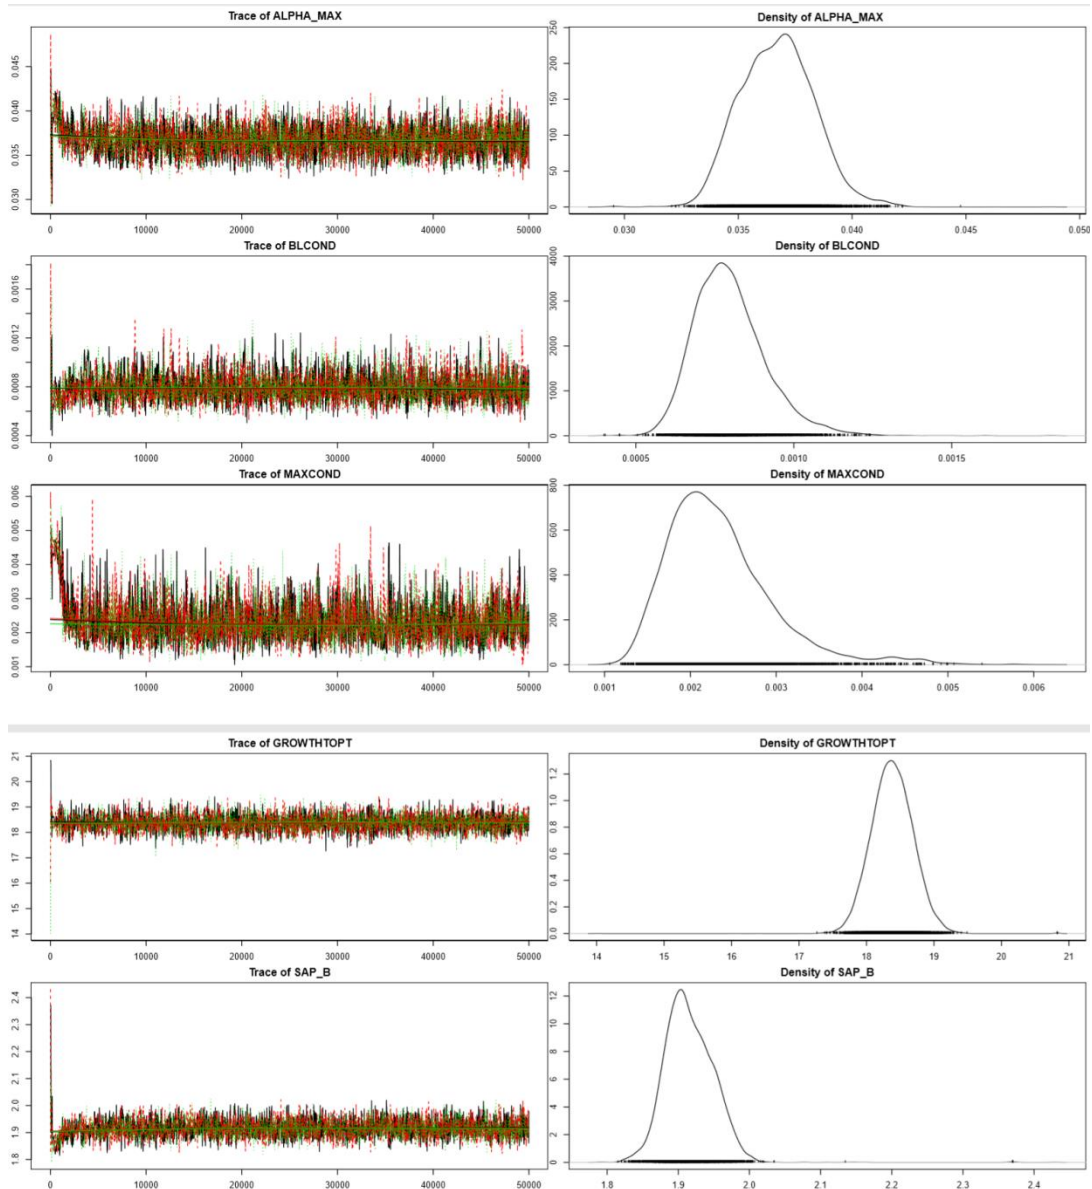 Trace of ALPHA_MAX
0.045
0.040
0.035
0.030
0 10000 20000 30000 40000 50000
Density of ALPHA_MAX
250
200
150
100
50
0
0.030 0.035 0.040 0.045 0.050
Trace of BLCOND
0.0016
0.0012
0.0008
0.0004
0 10000 20000 30000 40000 50000
Density of BLCOND
4000
3000
2000
1000
0
0.0005 0.0010 0.0015
Trace of MAXCOND
0.006
0.005
0.004
0.003
0.002
0.001
0 10000 20000 30000 40000 50000
Density of MAXCOND
800
600
400
200
0
0.001 0.002 0.003 0.004 0.005 0.006
Trace of GROWTHTOPT
21
20
19
18
17
16
15
14
0 10000 20000 30000 40000 50000
Density of GROWTHTOPT
1.2
1.0
0.8
0.6
0.4
0.2
0.0
14 15 16 17 18 19 20 21
Trace of SAP_B
2.4
2.3
2.2
2.1
2.0
1.9
1.8
0 10000 20000 30000 40000 50000
Density of SAP_B
12
10
8
6
4
2
0
1.8 1.9 2.0 2.1 2.2 2.3 2.4